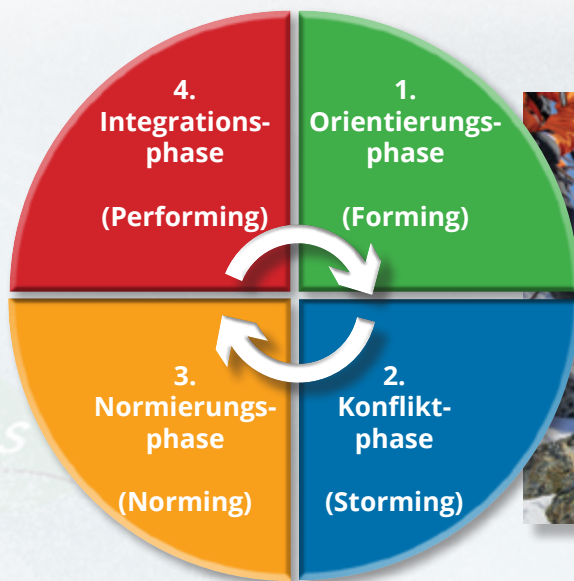 4.
Integrations-
phase
(Performing)
1.
Orientierungs-
phase
(Forming)
3.
Normierungs-
phase
(Norming)
2.
Konflikt-
phase
(Storming)